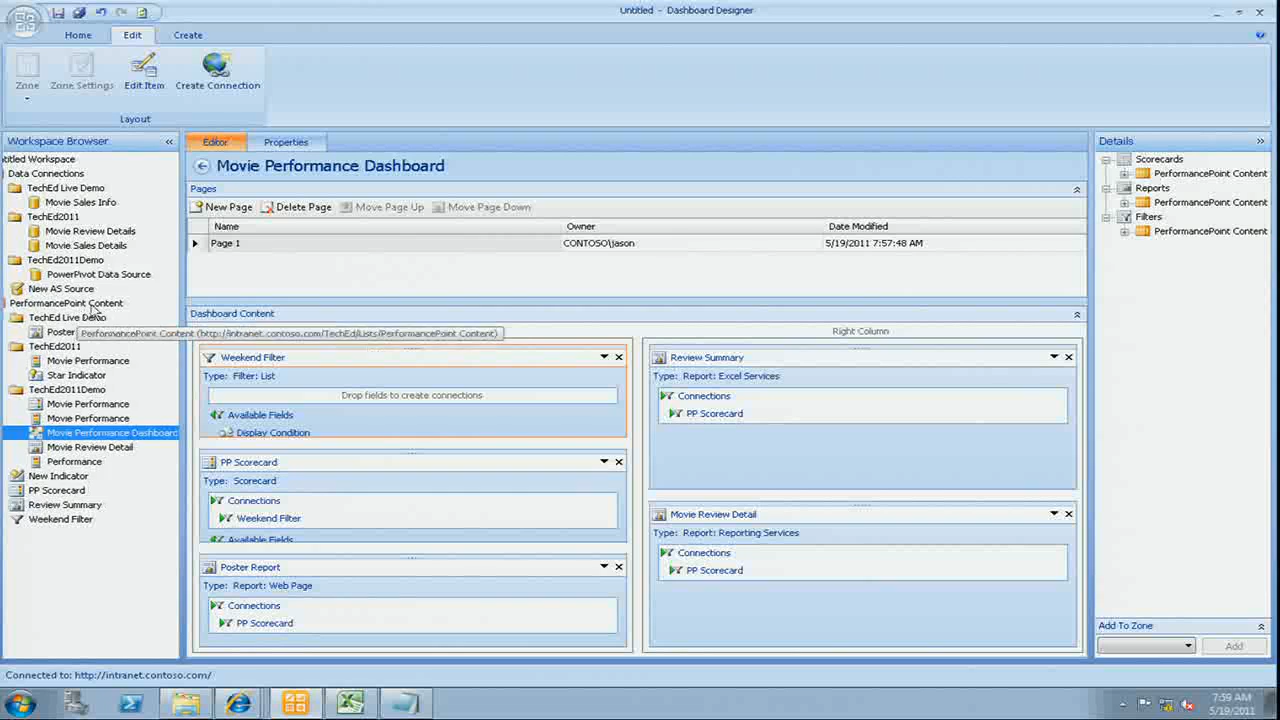 Untitled - Dashboard Designer
Home Edit Create
Zone Zone Settings Edit Item Create Connection
Layout
Workspace Browser «
titled Workspace
Data Connections
TechEd Live Demo
Movie Sales Info
TechEd2011
Movie Review Details
Movie Sales Details
TechEd2011Demo
PowerPivot Data Source
New AS Source
PerformancePoint Content
TechEd Live Demo
Poster
PerformancePoint Content (http://intranet.contoso.com/TechEd/Lists/PerformancePoint Content)
TechEd2011
Movie Performance
Star Indicator
TechEd2011Demo
Movie Performance
Movie Performance
Movie Performance Dashboard
Movie Review Detail
Performance
New Indicator
PP Scorecard
Review Summary
Weekend Filter
Editor Properties
Movie Performance Dashboard
Pages
New Page Delete Page Move Page Up Move Page Down
Name Owner Date Modified
Page 1 CONTOSO\jason 5/19/2011 7:57:48 AM
Dashboard Content
Right Column
Weekend Filter
Type: Filter: List
Drop fields to create connections
Available Fields
Display Condition
PP Scorecard
Type: Scorecard
Connections
Weekend Filter
Available Fields
Poster Report
Type: Report: Web Page
Connections
PP Scorecard
Review Summary
Type: Report: Excel Services
Connections
PP Scorecard
Movie Review Detail
Type: Report: Reporting Services
Connections
PP Scorecard
Details »
Scorecards
PerformancePoint Content
Reports
PerformancePoint Content
Filters
PerformancePoint Content
Add To Zone
Add
Connected to: http://intranet.contoso.com/
7:59 AM
5/19/2011